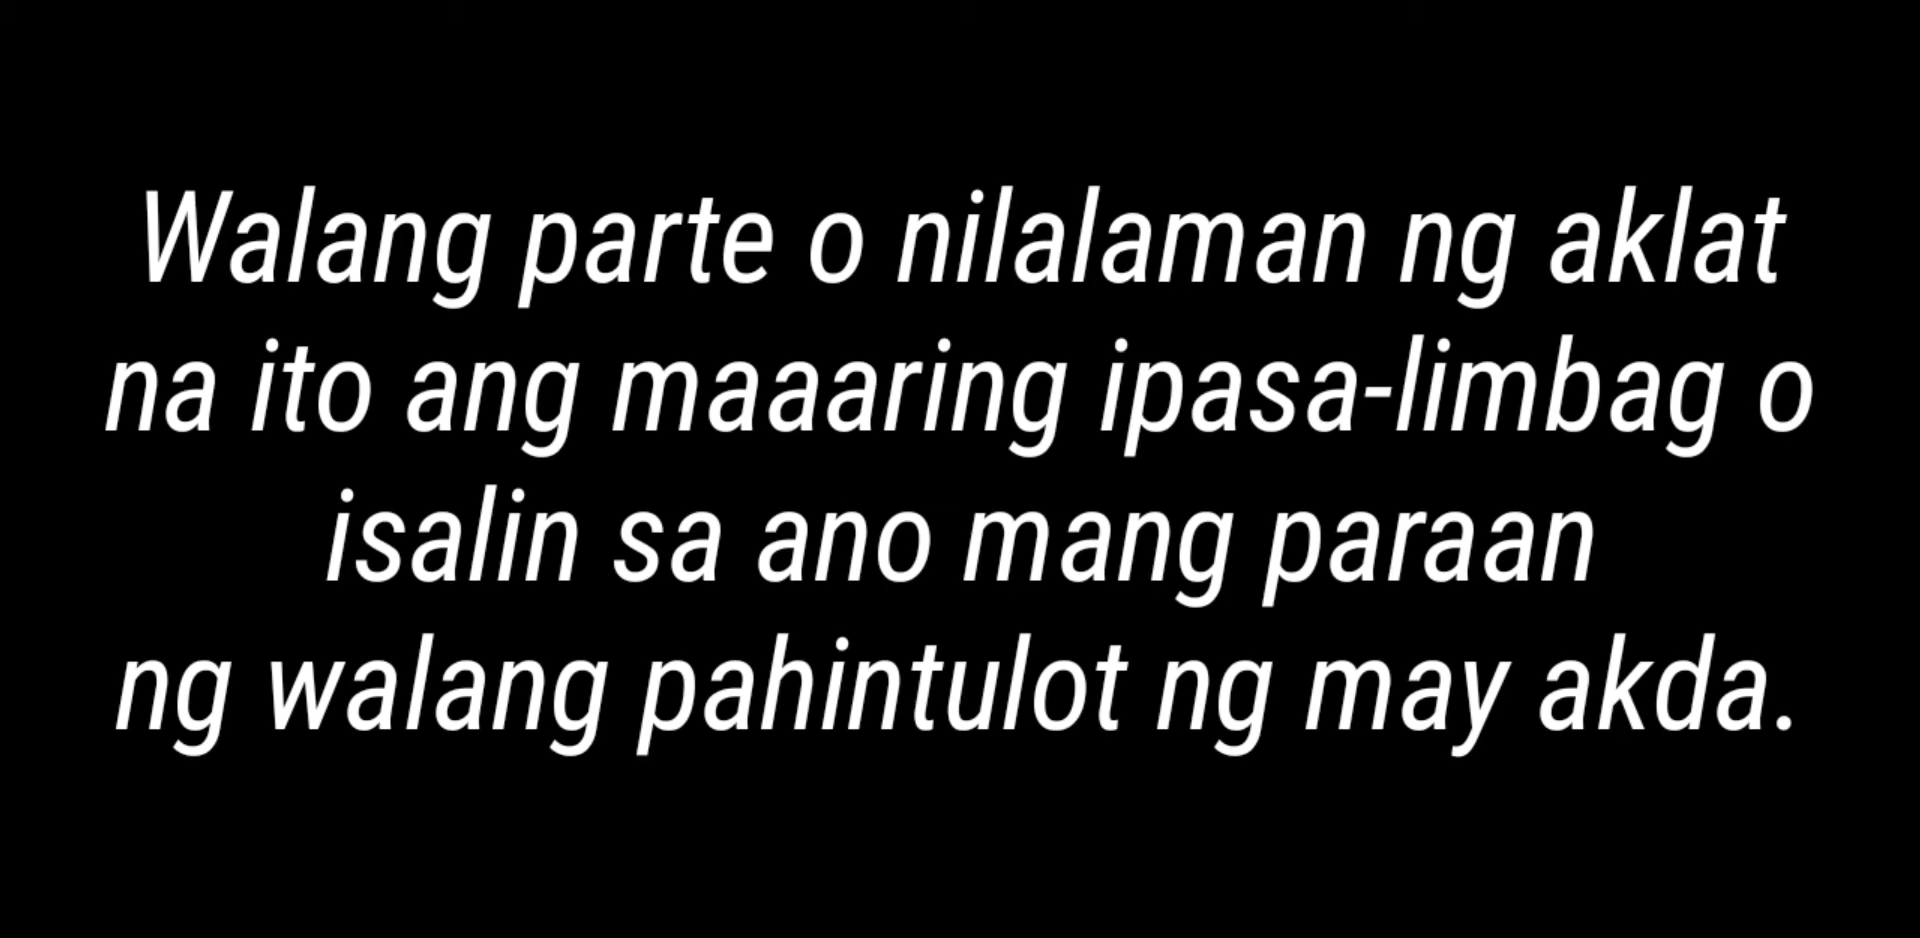 Walang parte o nilalaman ng aklat
na ito ang maaaring ipasa-limbag o
isalin sa ano mang paraan
ng walang pahintulot ng may akda.